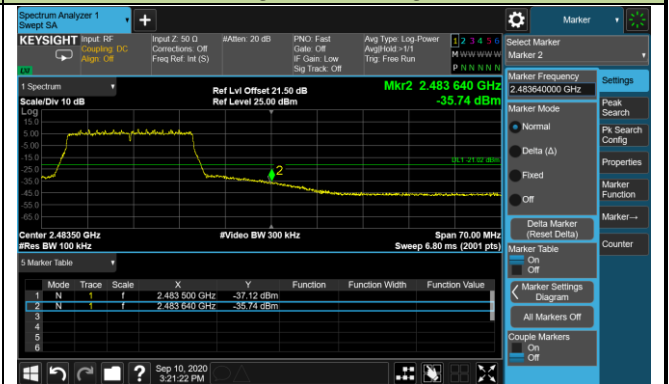 Spectrum Analyzer 1
Swept SA
Marker
KEYSIGHT
Input: RF
Coupling: DC
Align: Off
Input Z: 50 Ω
Corrections: Off
Freq Ref: Int (S)
#Atten: 20 dB
PNO: Fast
Gate: Off
IF Gain: Low
Sig Track: Off
Avg Type: Log-Power
Avg|Hold:>1/1
Trig: Free Run
1 2 3 4 5 6
M W W W W W
P N N N N N
Select Marker
Marker 2
LW
1 Spectrum
Scale/Div 10 dB
Log
Ref Lvl Offset 21.50 dB
Ref Level 25.00 dBm
Mkr2 2.483 640 GHz
-35.74 dBm
15.0
5.00
-5.00
-15.0
-25.0
-35.0
-45.0
-55.0
-65.0
2
DL1 -21.02 dBm
Center 2.48350 GHz
#Res BW 100 kHz
#Video BW 300 kHz
Span 70.00 MHz
Sweep 6.80 ms (2001 pts)
5 Marker Table
Mode Trace Scale X Y Function Function Width Function Value
1 N 1 f 2.483 500 GHz -37.12 dBm
2 N 1 f 2.483 640 GHz -35.74 dBm
3
4
5
6
Marker Frequency
2.483640000 GHz
Marker Mode
Normal
Delta (Δ)
Fixed
Off
Delta Marker
(Reset Delta)
Marker Table
On
Off
Marker Settings
Diagram
All Markers Off
Couple Markers
On
Off
Settings
Peak
Search
Pk Search
Config
Properties
Marker
Function
Marker→
Counter
?
Sep 10, 2020
3:21:22 PM